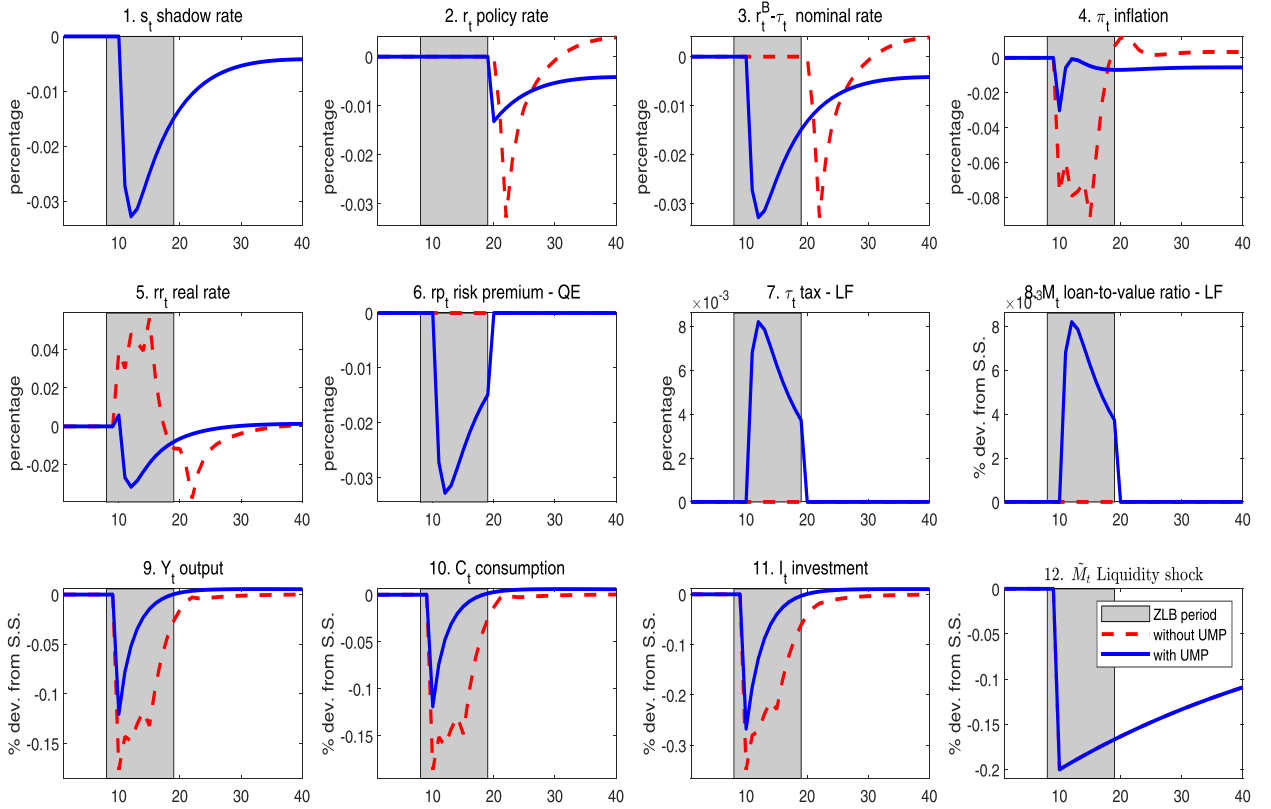 1. s_t shadow rate
2. r_t policy rate
3. r_t^B-τ_t nominal rate
4. π_t inflation
percentage
0
-0.01
-0.02
-0.03
10 20 30 40
percentage
0
-0.01
-0.02
-0.03
10 20 30 40
percentage
0
-0.01
-0.02
-0.03
10 20 30 40
percentage
0
-0.02
-0.04
-0.06
-0.08
10 20 30 40
5. rr_t real rate
6. rp_t risk premium - QE
7. τ_t tax - LF
8. M_t loan-to-value ratio - LF
percentage
0.04
0.02
0
-0.02
10 20 30 40
percentage
0
-0.01
-0.02
-0.03
10 20 30 40
×10^-3
percentage
8
6
4
2
0
10 20 30 40
×10^-3
% dev. from S.S.
8
6
4
2
0
10 20 30 40
9. Y_t output
10. C_t consumption
11. I_t investment
12. M̃_t Liquidity shock
% dev. from S.S.
0
-0.05
-0.1
-0.15
10 20 30 40
% dev. from S.S.
0
-0.05
-0.1
-0.15
10 20 30 40
% dev. from S.S.
0
-0.1
-0.2
-0.3
10 20 30 40
% dev. from S.S.
0
-0.05
-0.1
-0.15
-0.2
10 20 30 40
ZLB period
without UMP
with UMP